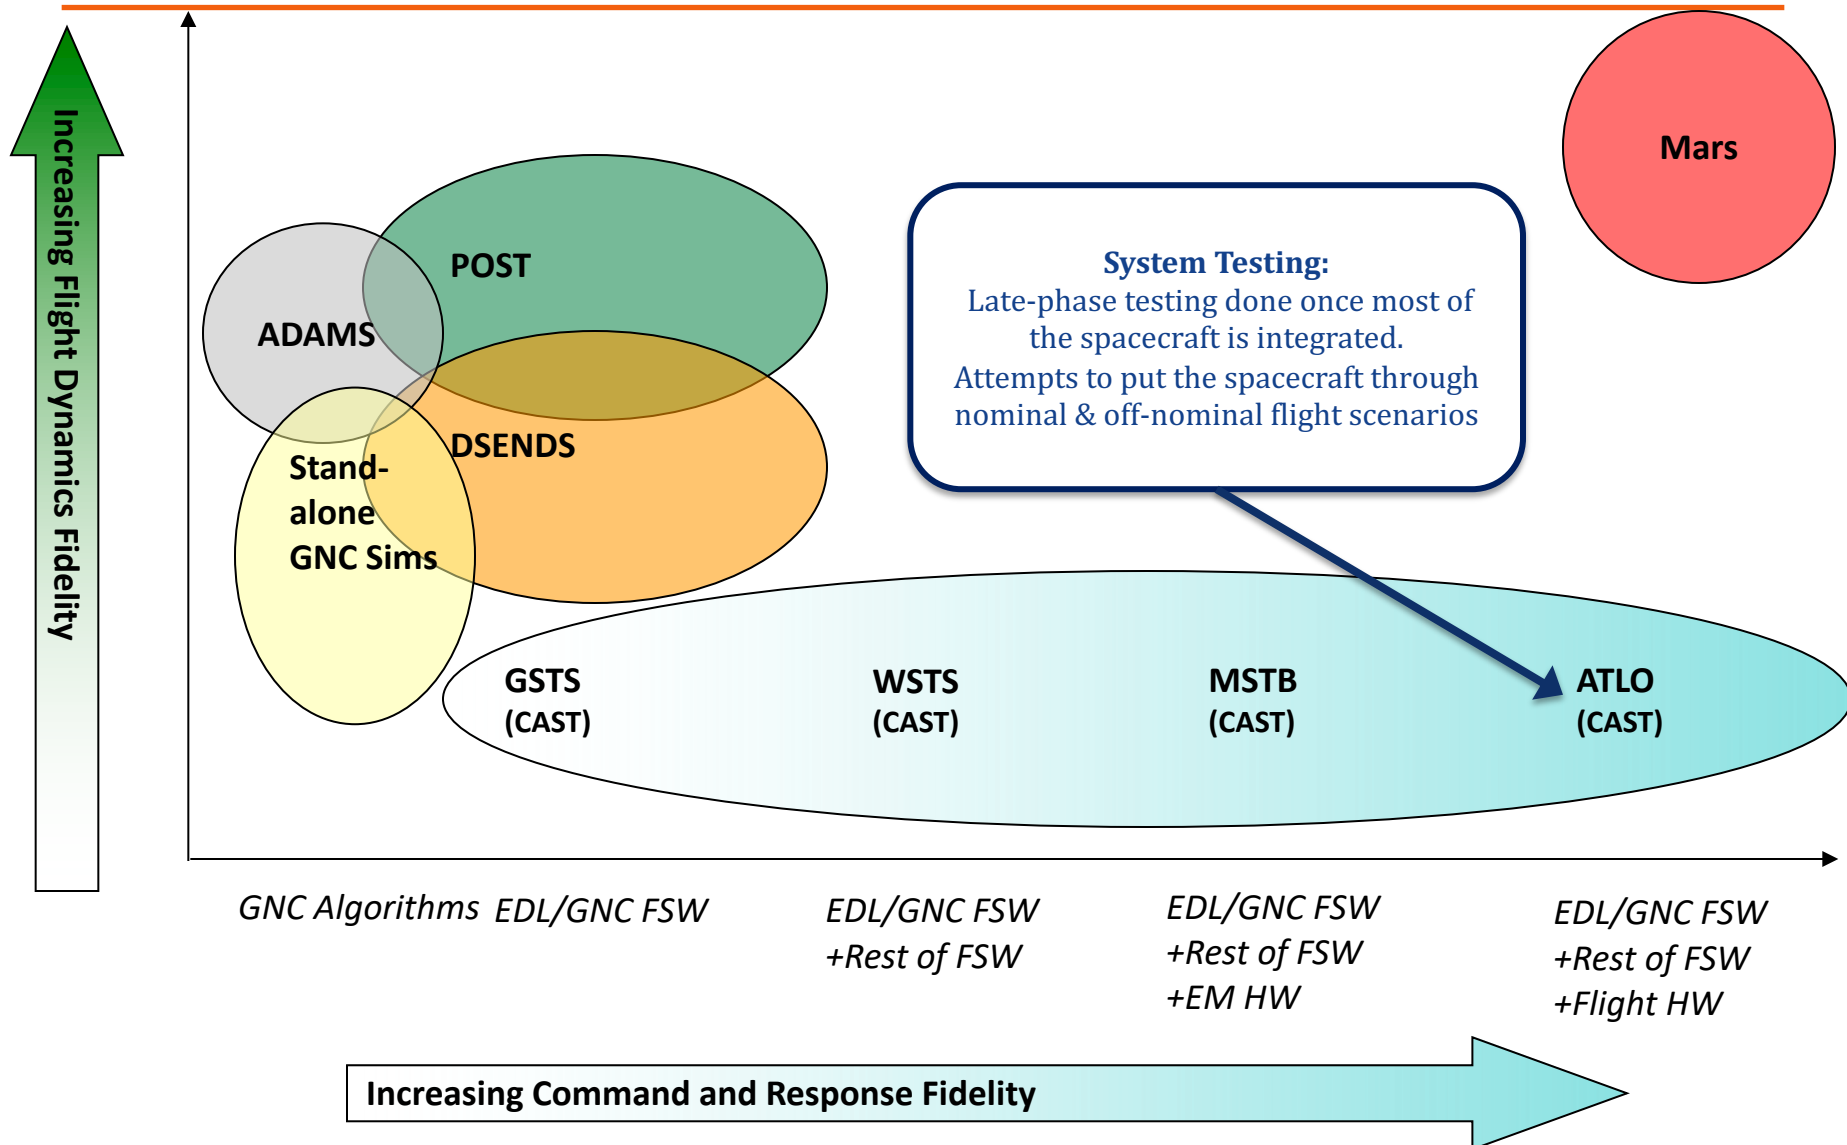 Increasing Flight Dynamics Fidelity
Mars
POST
ADAMS
System Testing:
Late-phase testing done once most of
the spacecraft is integrated.
Attempts to put the spacecraft through
nominal & off-nominal flight scenarios
DSENDS
Stand-
alone
GNC Sims
GSTS
(CAST)
WSTS
(CAST)
MSTB
(CAST)
ATLO
(CAST)
GNC Algorithms
EDL/GNC FSW
EDL/GNC FSW
+Rest of FSW
EDL/GNC FSW
+Rest of FSW
+EM HW
EDL/GNC FSW
+Rest of FSW
+Flight HW
Increasing Command and Response Fidelity